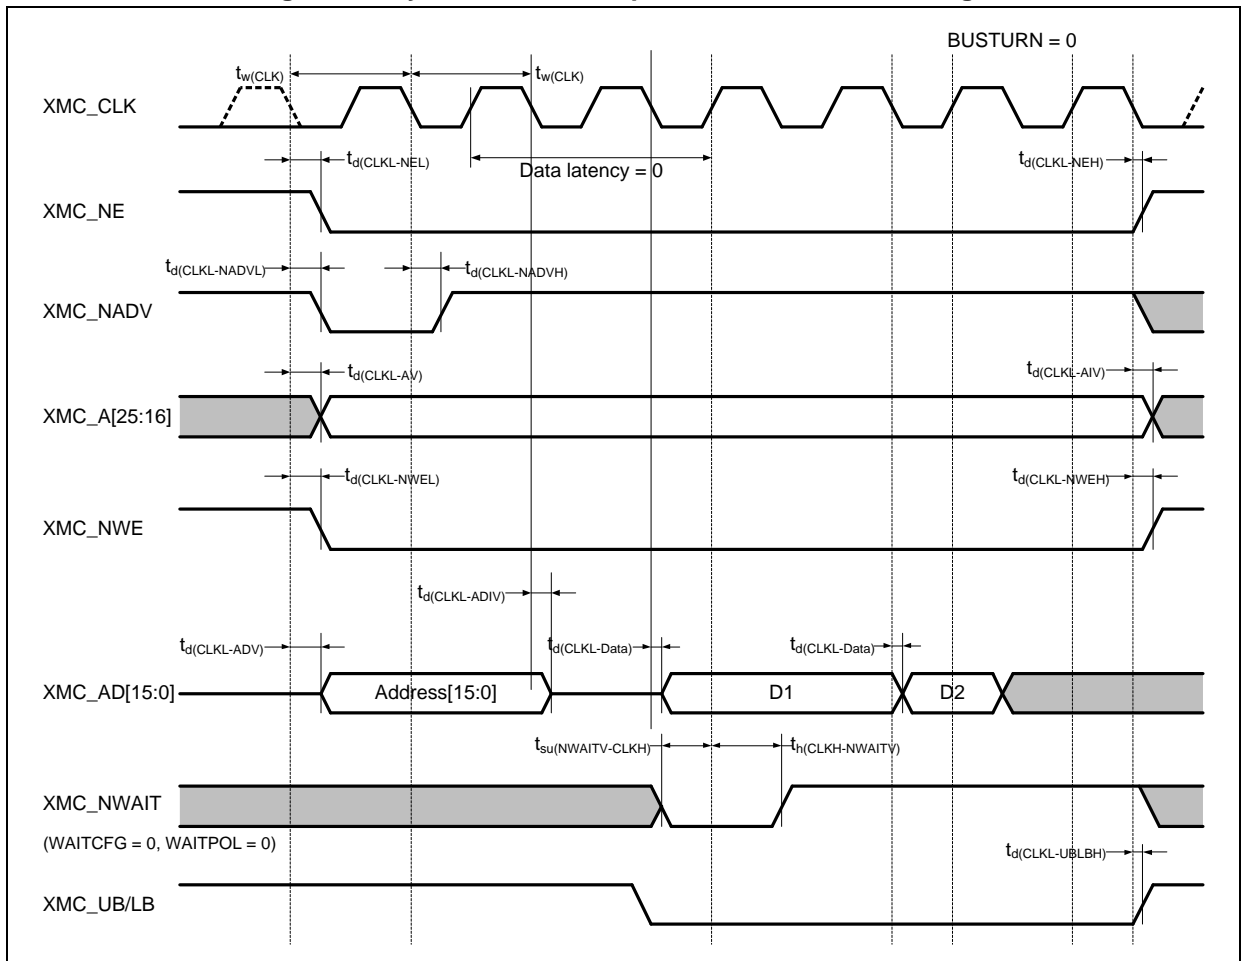 BUSTURN = 0
tw(CLK) tw(CLK)
XMC_CLK
td(CLKL-NEL) Data latency = 0 td(CLKL-NEH)
XMC_NE
td(CLKL-NADVL) td(CLKL-NADVH)
XMC_NADV
td(CLKL-AV) td(CLKL-AIV)
XMC_A[25:16]
td(CLKL-NWEL) td(CLKL-NWEH)
XMC_NWE
td(CLKL-ADIV)
td(CLKL-ADV) td(CLKL-Data) td(CLKL-Data)
XMC_AD[15:0] Address[15:0] D1 D2
tsu(NWAITV-CLKH) th(CLKH-NWAITV)
XMC_NWAIT
(WAITCFG = 0, WAITPOL = 0)
td(CLKL-UBLBH)
XMC_UB/LB